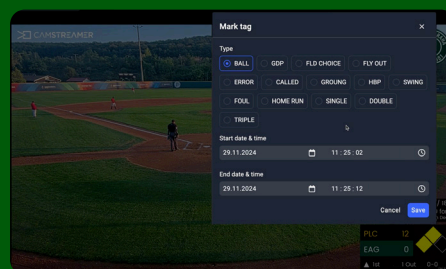 CAMSTREAMER
Mark tag
Type
BALL GDP FLD CHOICE FLY OUT
ERROR CALLED GROUNG HBP SWING
FOUL HOME RUN SINGLE DOUBLE
TRIPLE
Start date & time
29.11.2024 11 : 25 : 02
End date & time
29.11.2024 11 : 25 : 12
Cancel Save
PLC 12
EAG 0
▲ 1st 1 Out 0-0